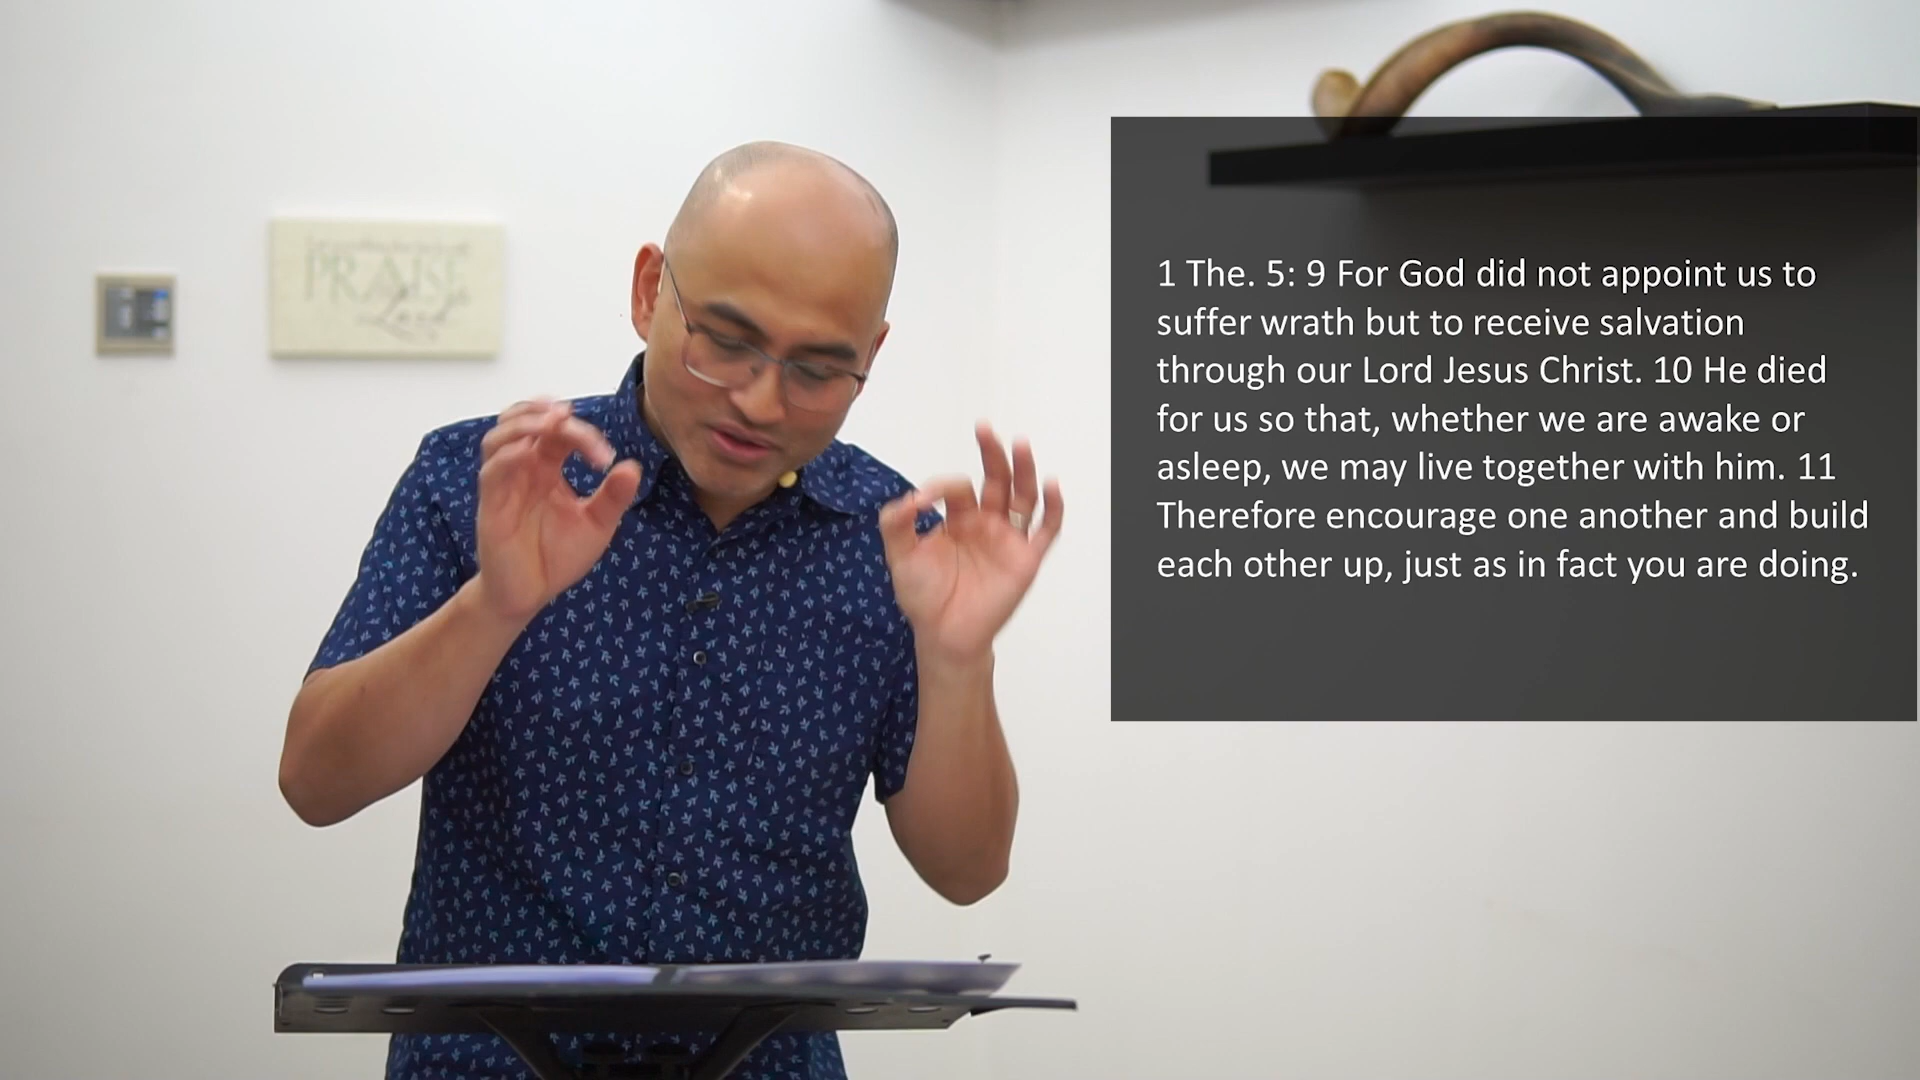 PRAISE
Lord
1 The. 5: 9 For God did not appoint us to
suffer wrath but to receive salvation
through our Lord Jesus Christ. 10 He died
for us so that, whether we are awake or
asleep, we may live together with him. 11
Therefore encourage one another and build
each other up, just as in fact you are doing.